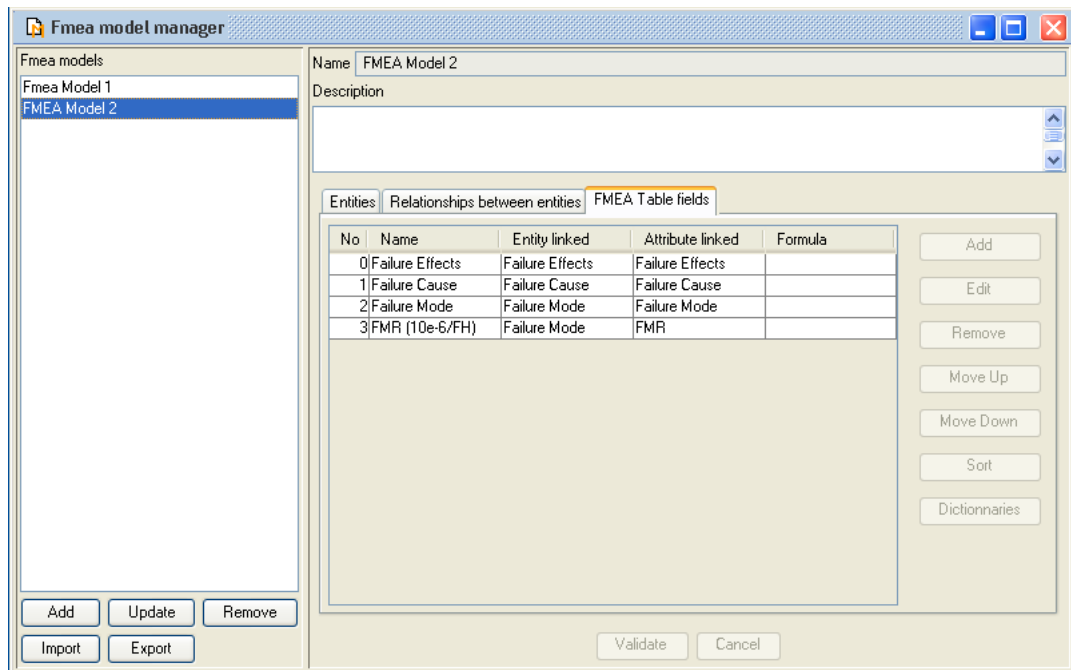 Fmea model manager
Fmea models
Fmea Model 1
FMEA Model 2
Add Update Remove
Import Export
Name FMEA Model 2
Description
Entities Relationships between entities FMEA Table fields
No Name Entity linked Attribute linked Formula
0 Failure Effects Failure Effects Failure Effects
1 Failure Cause Failure Cause Failure Cause
2 Failure Mode Failure Mode Failure Mode
3 FMR (10e-6/FH) Failure Mode FMR
Add
Edit
Remove
Move Up
Move Down
Sort
Dictionnaries
Validate Cancel